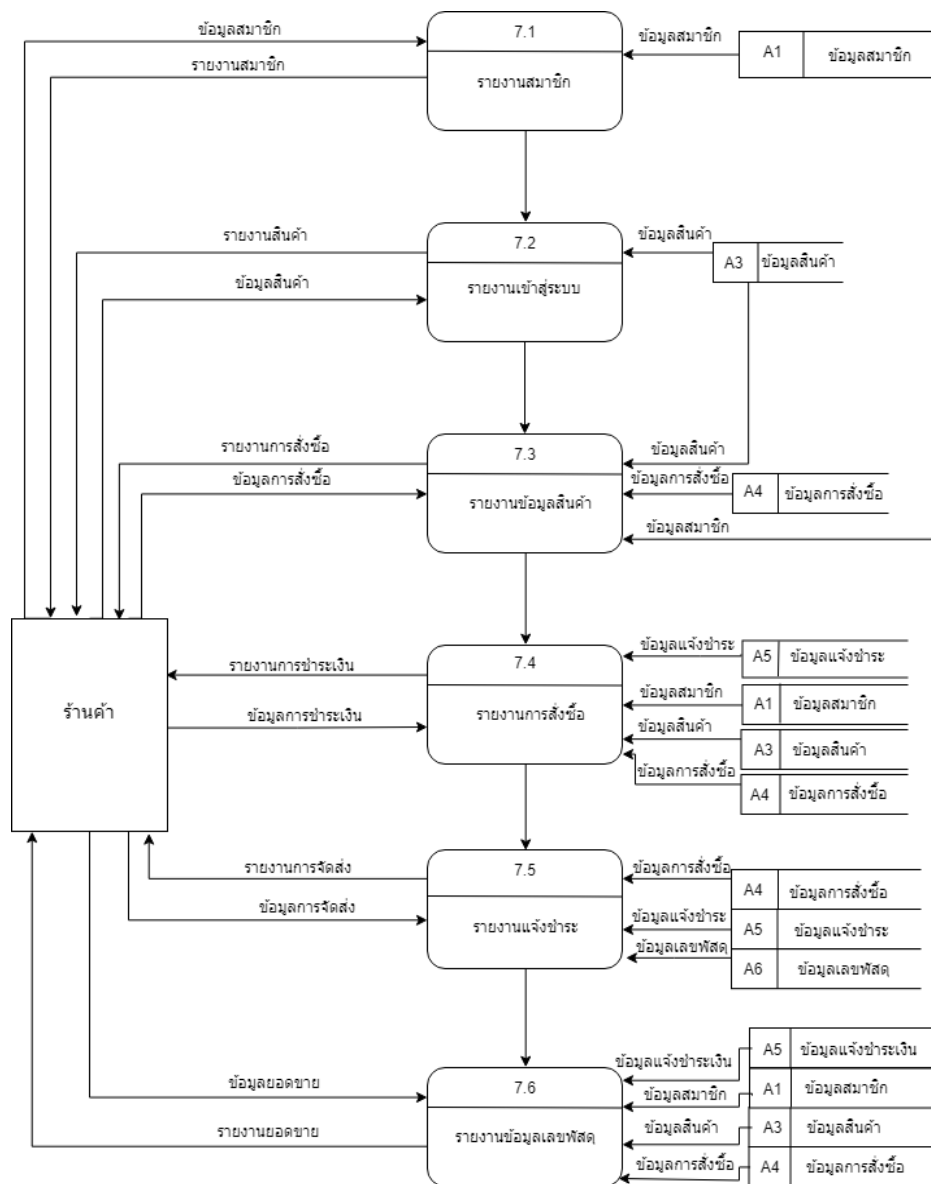 7.1
ข้อมูลสมาชิก
ข้อมูลสมาชิก
A1 ข้อมูลสมาชิก
รายงานสมาชิก
รายงานสมาชิก
7.2
รายงานสินค้า
ข้อมูลสินค้า
A3 ข้อมูลสินค้า
ข้อมูลสินค้า
รายงานเข้าสู่ระบบ
7.3
รายงานการสั่งซื้อ
ข้อมูลสินค้า
ข้อมูลการสั่งซื้อ
ข้อมูลการสั่งซื้อ
A4 ข้อมูลการสั่งซื้อ
รายงานข้อมูลสินค้า
ข้อมูลสมาชิก
ร้านค้า
7.4
ข้อมูลแจ้งชำระ
A5 ข้อมูลแจ้งชำระ
รายงานการชำระเงิน
ข้อมูลสมาชิก
A1 ข้อมูลสมาชิก
ข้อมูลการชำระเงิน
รายงานการสั่งซื้อ
ข้อมูลสินค้า
A3 ข้อมูลสินค้า
ข้อมูลการสั่งซื้อ
A4 ข้อมูลการสั่งซื้อ
7.5
รายงานการจัดส่ง
ข้อมูลการสั่งซื้อ
A4 ข้อมูลการสั่งซื้อ
ข้อมูลการจัดส่ง
รายงานแจ้งชำระ
ข้อมูลแจ้งชำระ
A5 ข้อมูลแจ้งชำระ
ข้อมูลเลขพัสดุ
A6 ข้อมูลเลขพัสดุ
7.6
ข้อมูลแจ้งชำระเงิน
A5 ข้อมูลแจ้งชำระเงิน
ข้อมูลยอดขาย
ข้อมูลสมาชิก
A1 ข้อมูลสมาชิก
รายงานยอดขาย
รายงานข้อมูลเลขพัสดุ
ข้อมูลสินค้า
A3 ข้อมูลสินค้า
ข้อมูลการสั่งซื้อ
A4 ข้อมูลการสั่งซื้อ